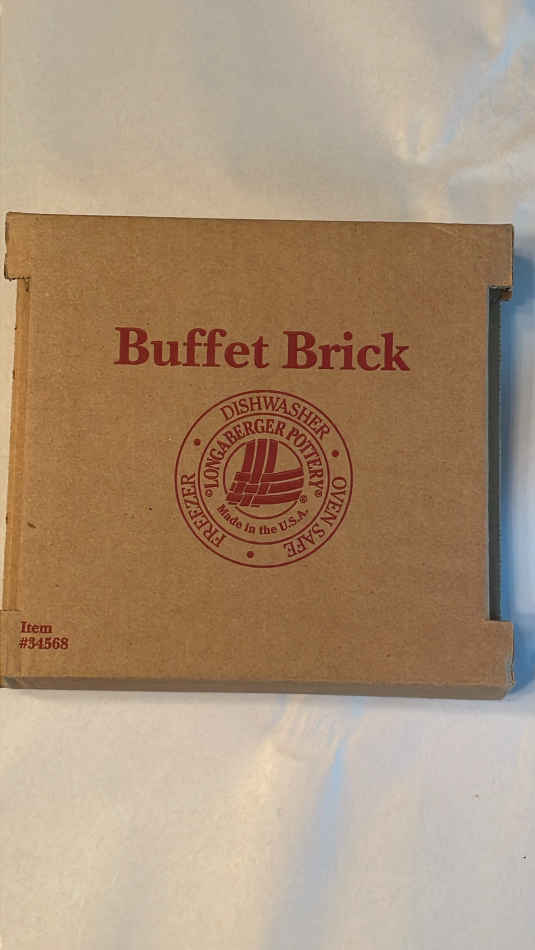 Buffet Brick
DISHWASHER • OVEN SAFE • FREEZER •
© LONGABERGER POTTERY ®
®
Made in the U.S.A.
Item
#34568